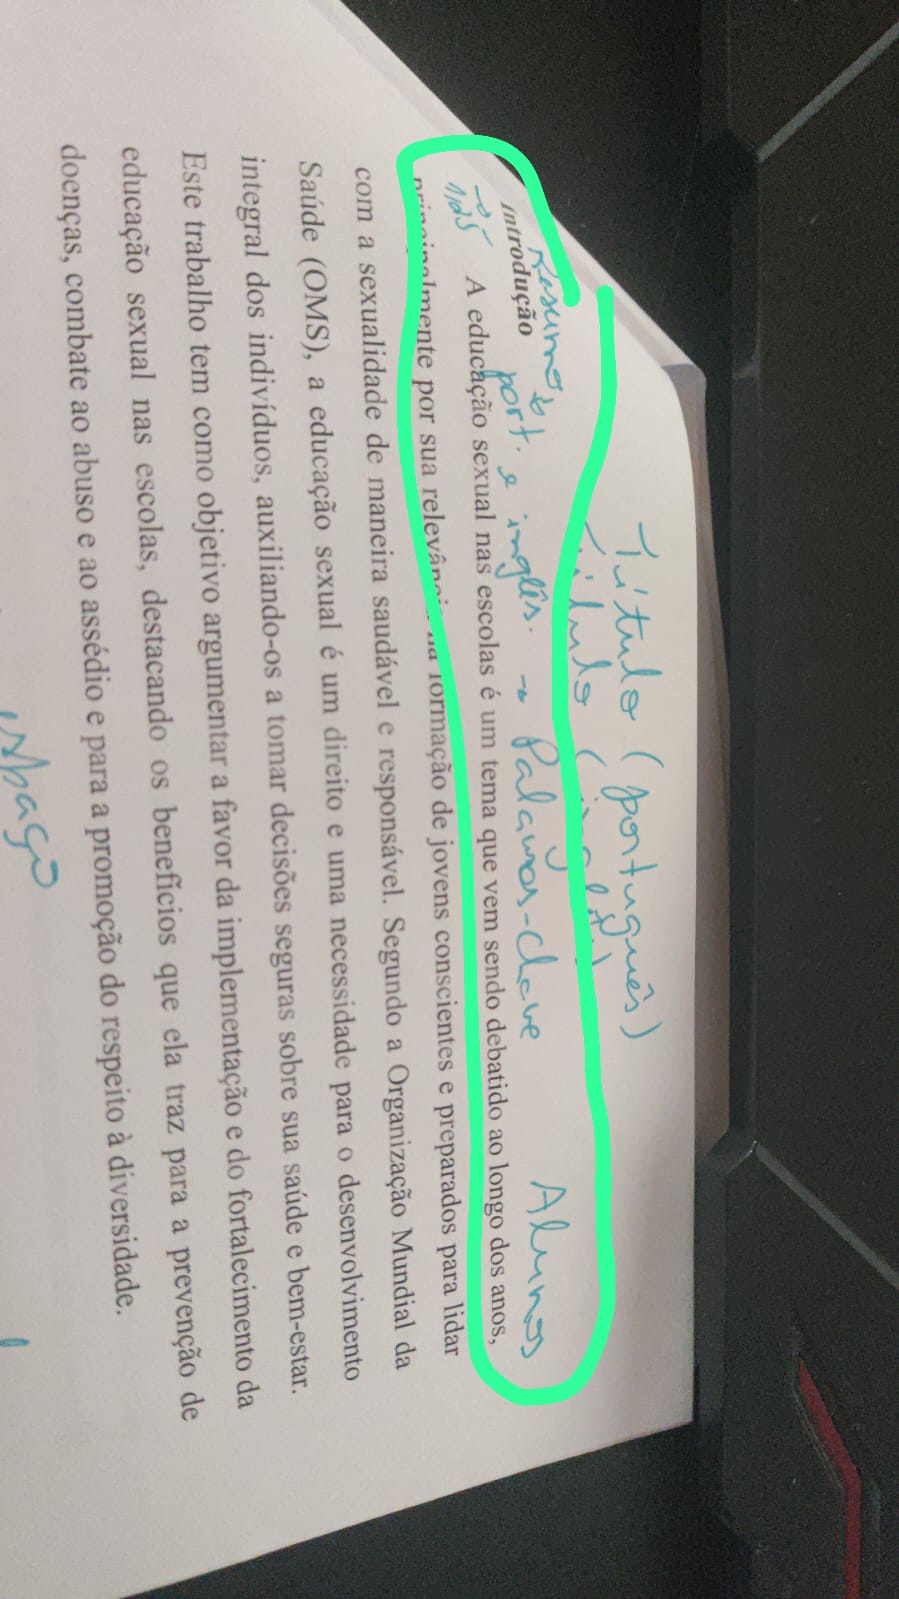 Título (português)
Título (inglês)
Resumo
port. e inglês. → Palavras-chave
Alunos
Introdução
→ 1,25
A educação sexual nas escolas é um tema que vem sendo debatido ao longo dos anos,
principalmente por sua relevância na formação de jovens conscientes e preparados para lidar
com a sexualidade de maneira saudável e responsável. Segundo a Organização Mundial da
Saúde (OMS), a educação sexual é um direito e uma necessidade para o desenvolvimento
integral dos indivíduos, auxiliando-os a tomar decisões seguras sobre sua saúde e bem-estar.
Este trabalho tem como objetivo argumentar a favor da implementação e do fortalecimento da
educação sexual nas escolas, destacando os benefícios que ela traz para a prevenção de
doenças, combate ao abuso e ao assédio e para a promoção do respeito à diversidade.
espaço